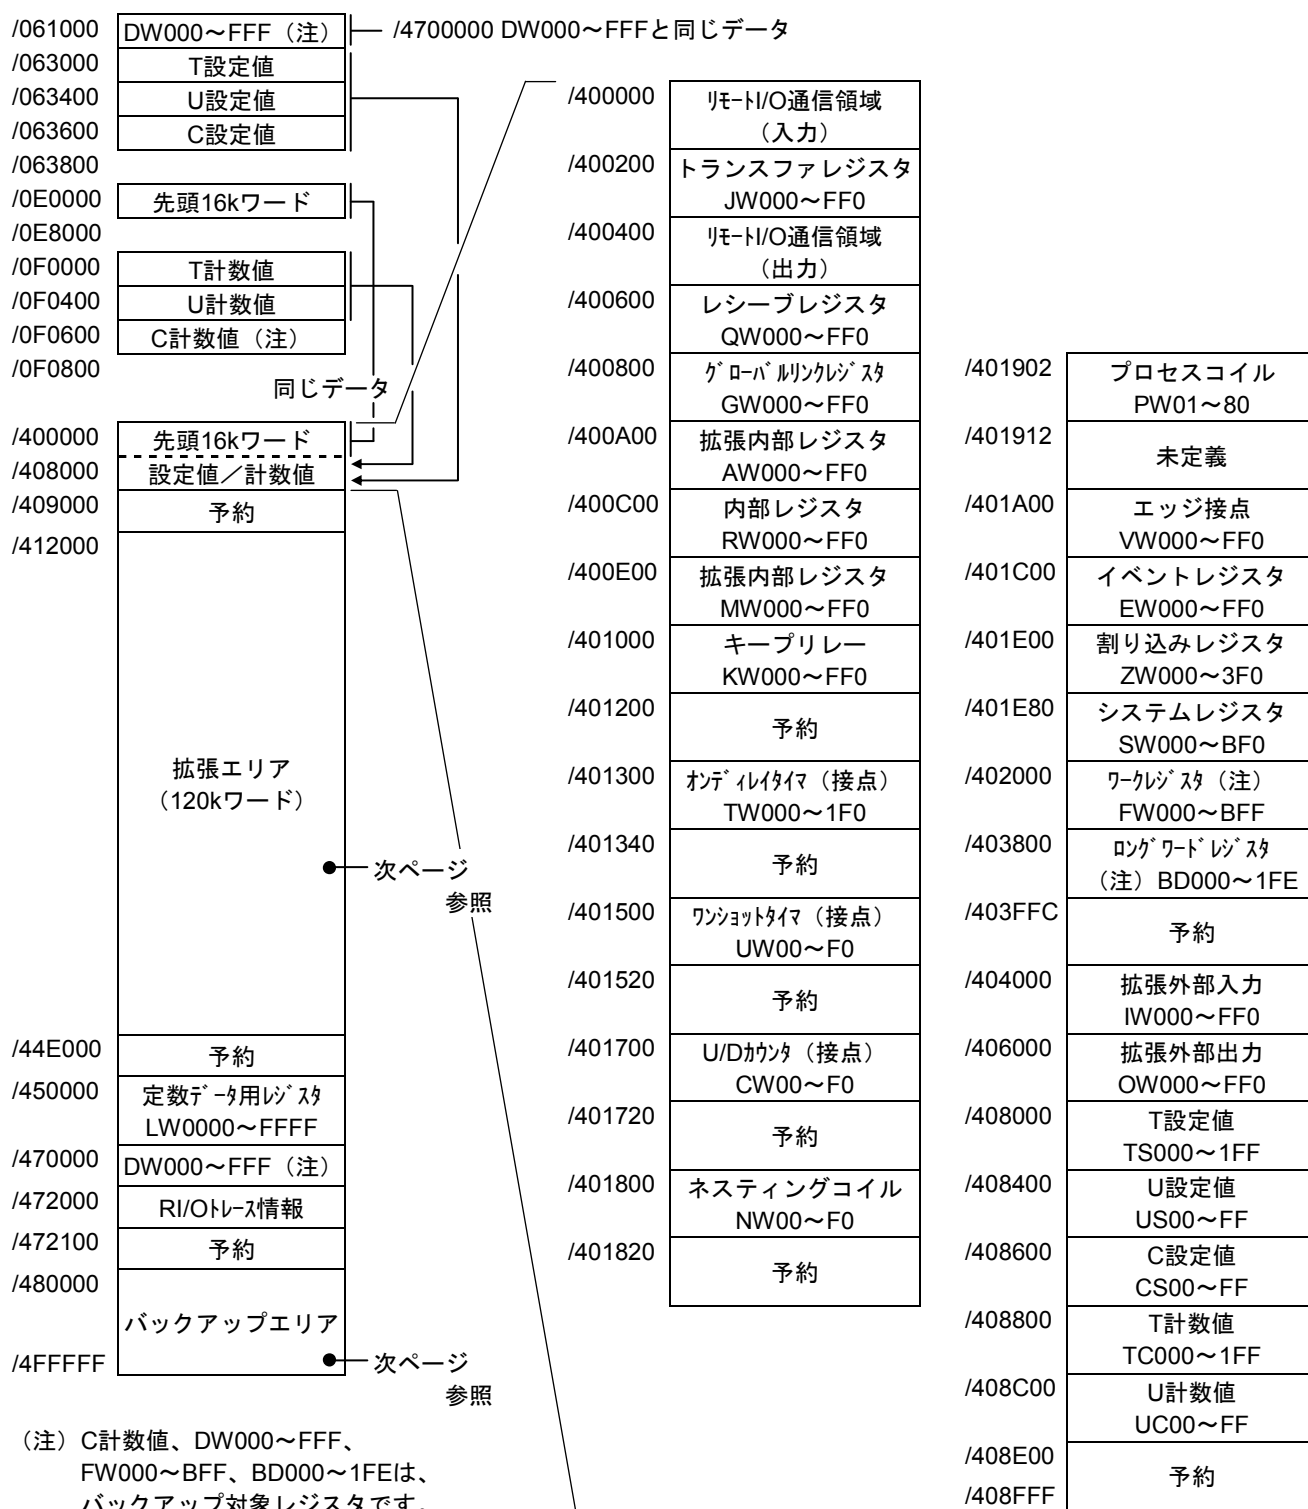 /061000 DW000～FFF（注） /4700000 DW000～FFFと同じデータ
/063000 T設定値
/063400 U設定値
/063600 C設定値
/063800
/0E0000 先頭16kワード
/0E8000
/0F0000 T計数値
/0F0400 U計数値
/0F0600 C計数値（注）
/0F0800
同じデータ
/400000 先頭16kワード
/408000 設定値／計数値
/409000 予約
/412000
拡張エリア
（120kワード）
次ページ
参照
/44E000 予約
/450000 定数ﾃﾞｰﾀ用ﾚｼﾞｽﾀ
LW0000～FFFF
/470000 DW000～FFF（注）
/472000 RI/Oﾄﾚｰｽ情報
/472100 予約
/480000
バックアップエリア
/4FFFFF
次ページ
参照
（注）C計数値、DW000～FFF、
FW000～BFF、BD000～1FEは、
バックアップ対象レジスタです。
/400000 ﾘﾓｰﾄI/O通信領域
（入力）
/400200 トランスファレジスタ
JW000～FF0
/400400 ﾘﾓｰﾄI/O通信領域
（出力）
/400600 レシーブレジスタ
QW000～FF0
/400800 ｸﾞﾛｰﾊﾞﾙﾘﾝｸﾚｼﾞｽﾀ
GW000～FF0
/400A00 拡張内部レジスタ
AW000～FF0
/400C00 内部レジスタ
RW000～FF0
/400E00 拡張内部レジスタ
MW000～FF0
/401000 キープリレー
KW000～FF0
/401200 予約
/401300 ｵﾝﾃﾞｨﾚｲﾀｲﾏ（接点）
TW000～1F0
/401340 予約
/401500 ﾜﾝｼｮｯﾄﾀｲﾏ（接点）
UW00～F0
/401520 予約
/401700 U/Dｶｳﾝﾀ（接点）
CW00～F0
/401720 予約
/401800 ネスティングコイル
NW00～F0
/401820 予約
/401902 プロセスコイル
PW01～80
/401912 未定義
/401A00 エッジ接点
VW000～FF0
/401C00 イベントレジスタ
EW000～FF0
/401E00 割り込みレジスタ
ZW000～3F0
/401E80 システムレジスタ
SW000～BF0
/402000 ﾜｰｸﾚｼﾞｽﾀ（注）
FW000～BFF
/403800 ﾛﾝｸﾞﾜｰﾄﾞﾚｼﾞｽﾀ
（注）BD000～1FE
/403FFC 予約
/404000 拡張外部入力
IW000～FF0
/406000 拡張外部出力
OW000～FF0
/408000 T設定値
TS000～1FF
/408400 U設定値
US00～FF
/408600 C設定値
CS00～FF
/408800 T計数値
TC000～1FF
/408C00 U計数値
UC00～FF
/408E00 予約
/408FFF